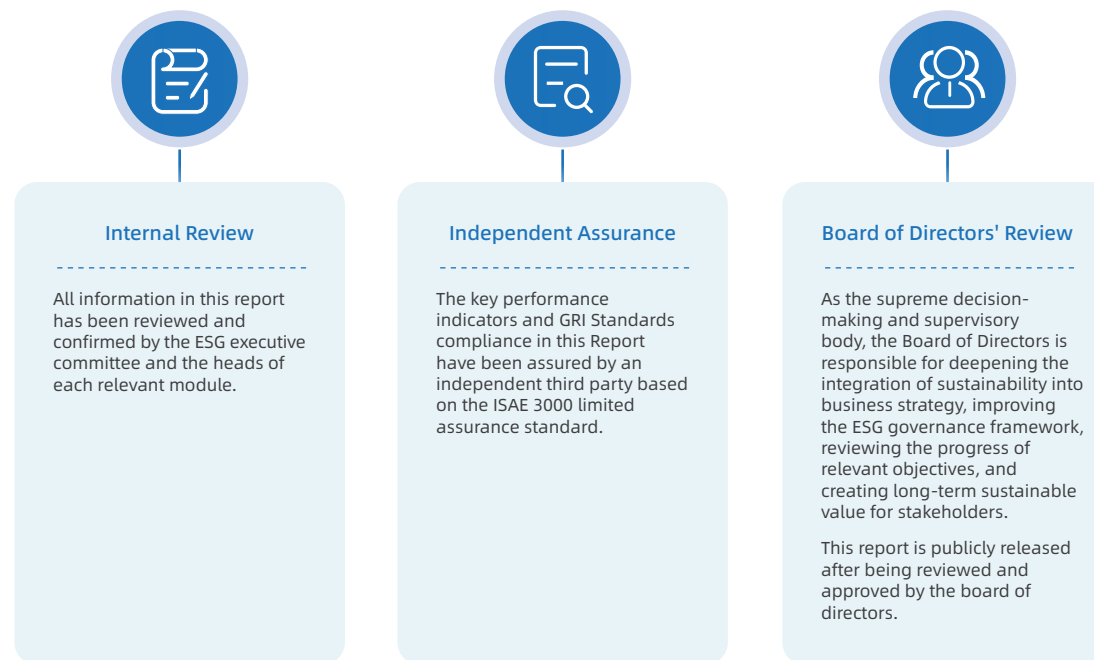 Internal Review
All information in this report
has been reviewed and
confirmed by the ESG executive
committee and the heads of
each relevant module.
Independent Assurance
The key performance
indicators and GRI Standards
compliance in this Report
have been assured by an
independent third party based
on the ISAE 3000 limited
assurance standard.
Board of Directors' Review
As the supreme decision-
making and supervisory
body, the Board of Directors is
responsible for deepening the
integration of sustainability into
business strategy, improving
the ESG governance framework,
reviewing the progress of
relevant objectives, and
creating long-term sustainable
value for stakeholders.
This report is publicly released
after being reviewed and
approved by the board of
directors.